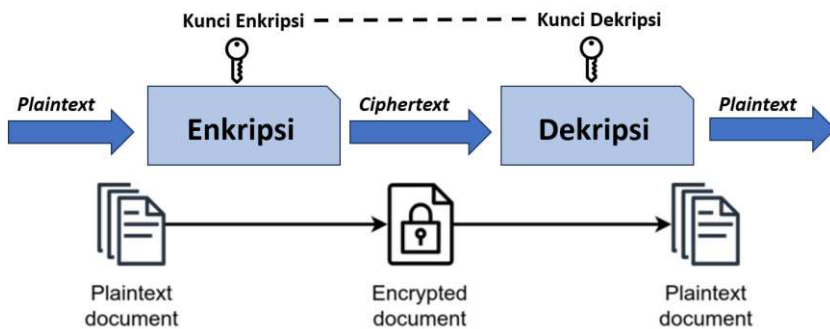 Kunci Enkripsi
Kunci Dekripsi
Plaintext
Enkripsi
Ciphertext
Dekripsi
Plaintext
Plaintext
document
Encrypted
document
Plaintext
document